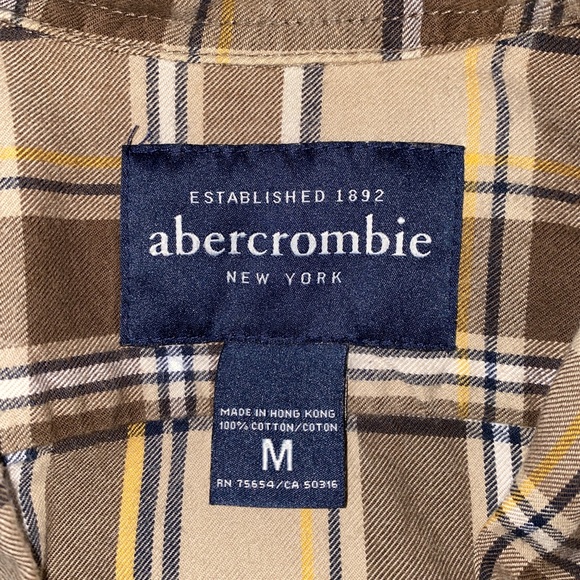 ESTABLISHED 1892
abercrombie
NEW YORK
MADE IN HONG KONG
100% COTTON/COTON
M
RN 75654/CA 50316